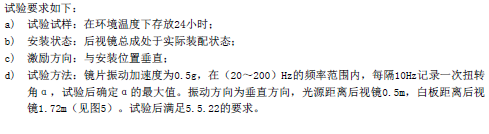 试验要求如下：
a) 试验试样：在环境温度下存放24小时；
b) 安装状态：后视镜总成处于实际装配状态；
c) 激励方向：与安装位置垂直；
d) 试验方法：镜片振动加速度为0.5g，在（20～200）Hz的频率范围内，每隔10Hz记录一次扭转
角α，试验后确定α的最大值。振动方向为垂直方向，光源距离后视镜0.5m，白板距离后视
镜1.72m（见图5）。试验后满足5.5.22的要求。